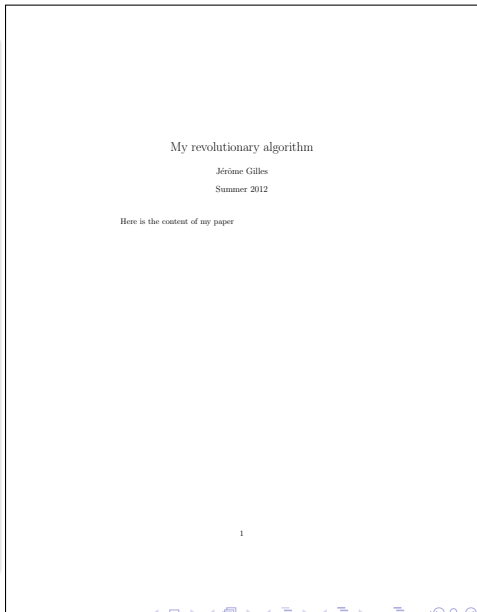 My revolutionary algorithm
Jérôme Gilles
Summer 2012
Here is the content of my paper
1